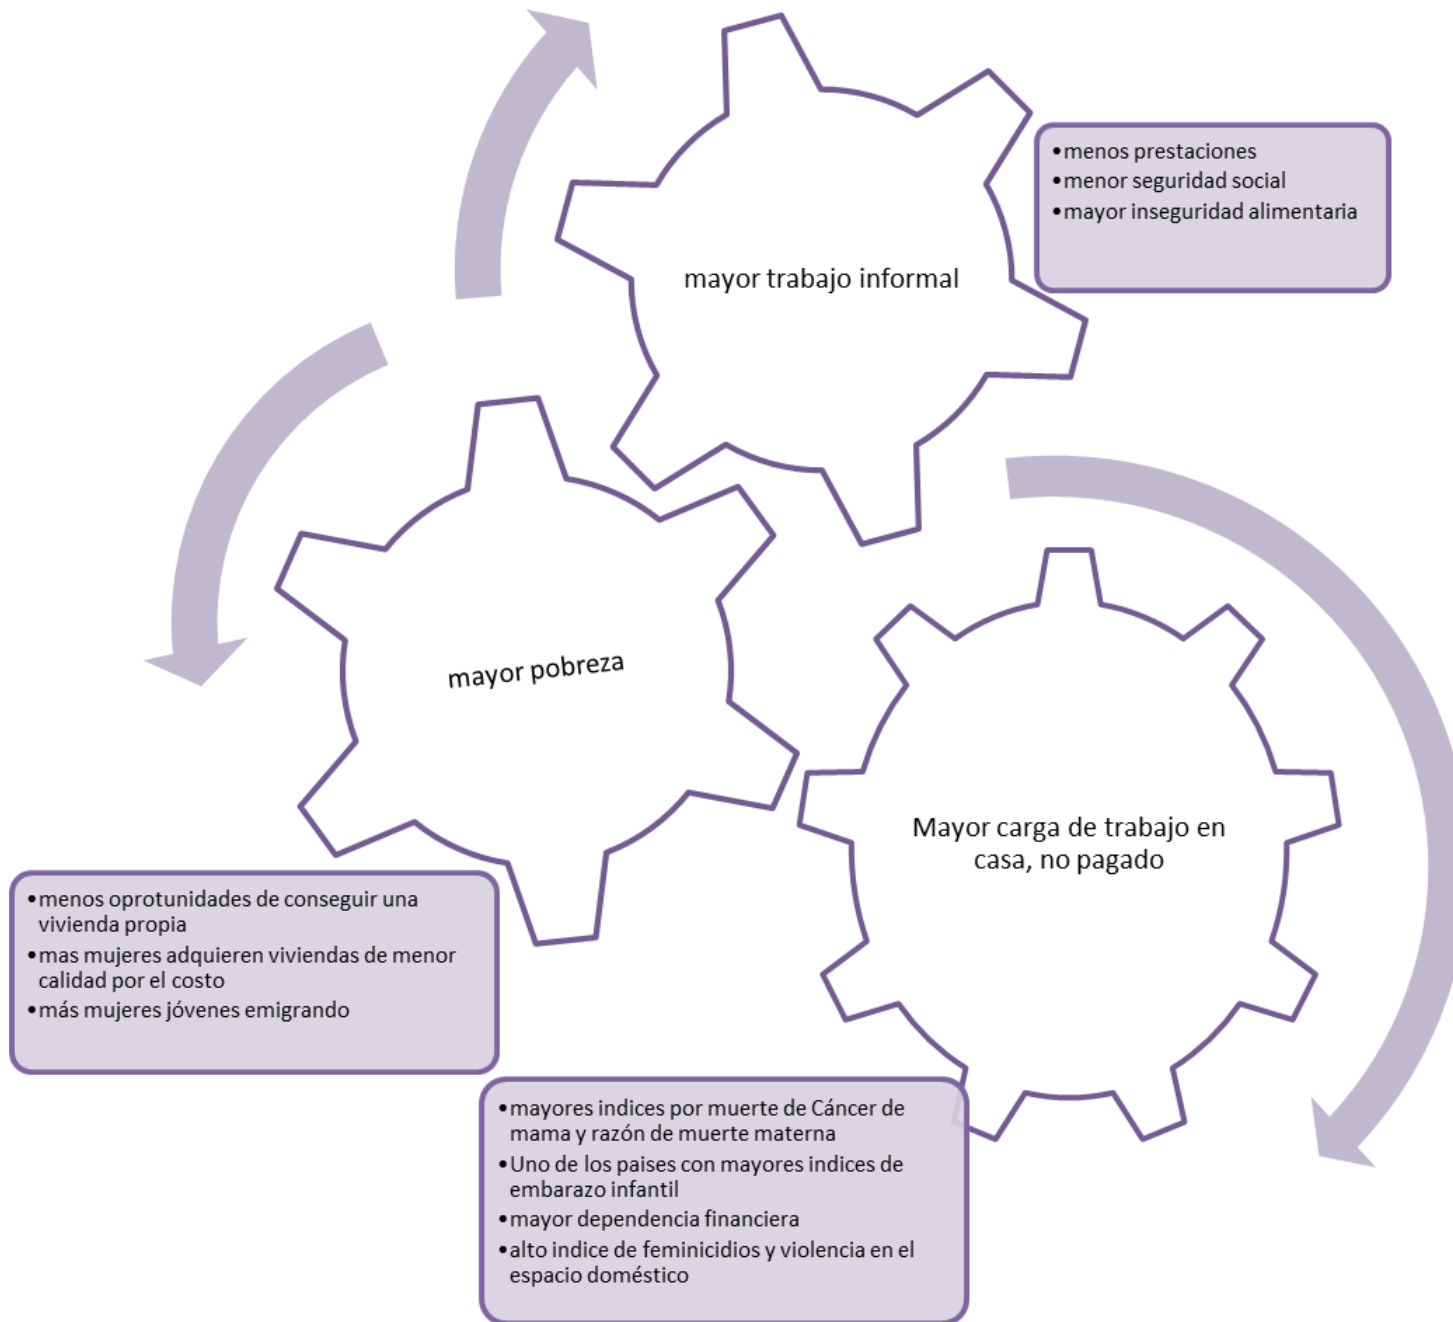 •menos prestaciones
•menor seguridad social
•mayor inseguridad alimentaria
mayor trabajo informal
mayor pobreza
Mayor carga de trabajo en
casa, no pagado
•menos oprotunidades de conseguir una
vivienda propia
•mas mujeres adquieren viviendas de menor
calidad por el costo
•más mujeres jóvenes emigrando
•mayores indices por muerte de Cáncer de
mama y razón de muerte materna
•Uno de los paises con mayores indices de
embarazo infantil
•mayor dependencia financiera
•alto indice de feminicidios y violencia en el
espacio doméstico